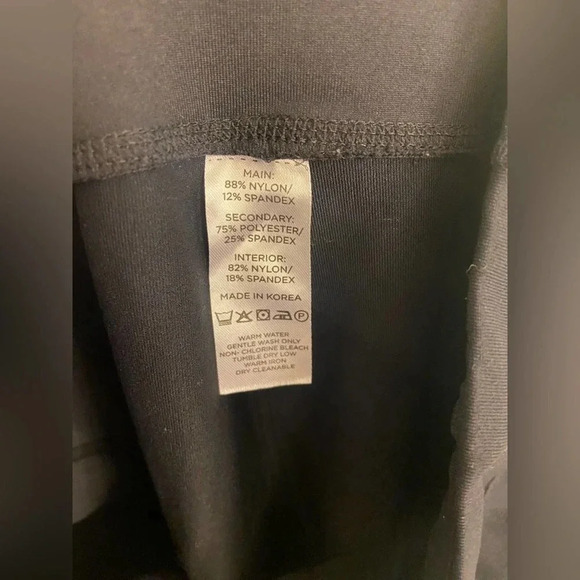 MAIN:
88% NYLON/
12% SPANDEX
SECONDARY:
75% POLYESTER/
25% SPANDEX
INTERIOR:
82% NYLON/
18% SPANDEX
MADE IN KOREA
WARM WATER
GENTLE WASH ONLY
NON- CHLORINE BLEACH
TUMBLE DRY LOW
WARM IRON
DRY CLEANABLE